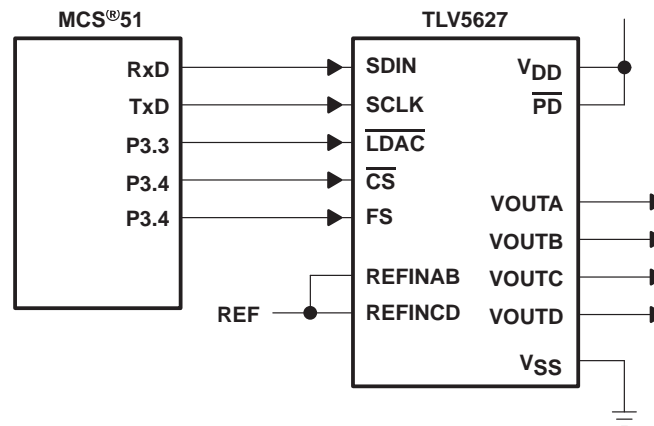 MCS®51
TLV5627
RxD
TxD
P3.3
P3.4
P3.4
SDIN
SCLK
LDAC
CS
FS
REFINAB
REFINCD
REF
VDD
PD
VOUTA
VOUTB
VOUTC
VOUTD
VSS